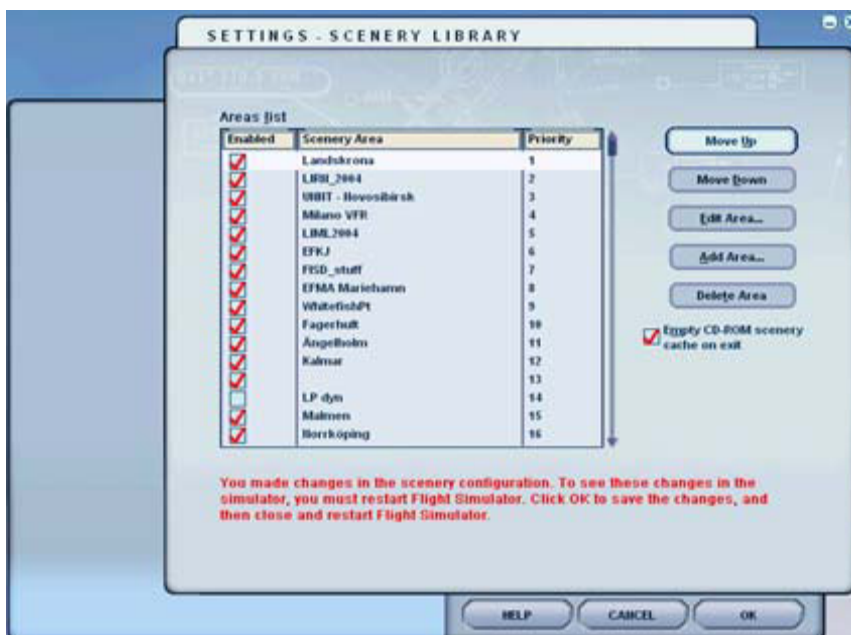 SETTINGS - SCENERY LIBRARY
Areas list
Enabled Scenery Area Priority
Landskrona 1
LIRII_2004 2
UIBIT - Novosibirsk 3
Milano VFR 4
LIML2004 5
EFKJ 6
FISD_stuff 7
EFMA Mariehamn 8
WhitefishPt 9
Fagerhult 10
Ängelholm 11
Kalmar 12
13
LP dyn 14
Malmen 15
Norrköping 16
Move Up
Move Down
Edit Area...
Add Area...
Delete Area
Empty CD-ROM scenery
cache on exit
You made changes in the scenery configuration. To see these changes in the
simulator, you must restart Flight Simulator. Click OK to save the changes, and
then close and restart Flight Simulator.
HELP CANCEL OK